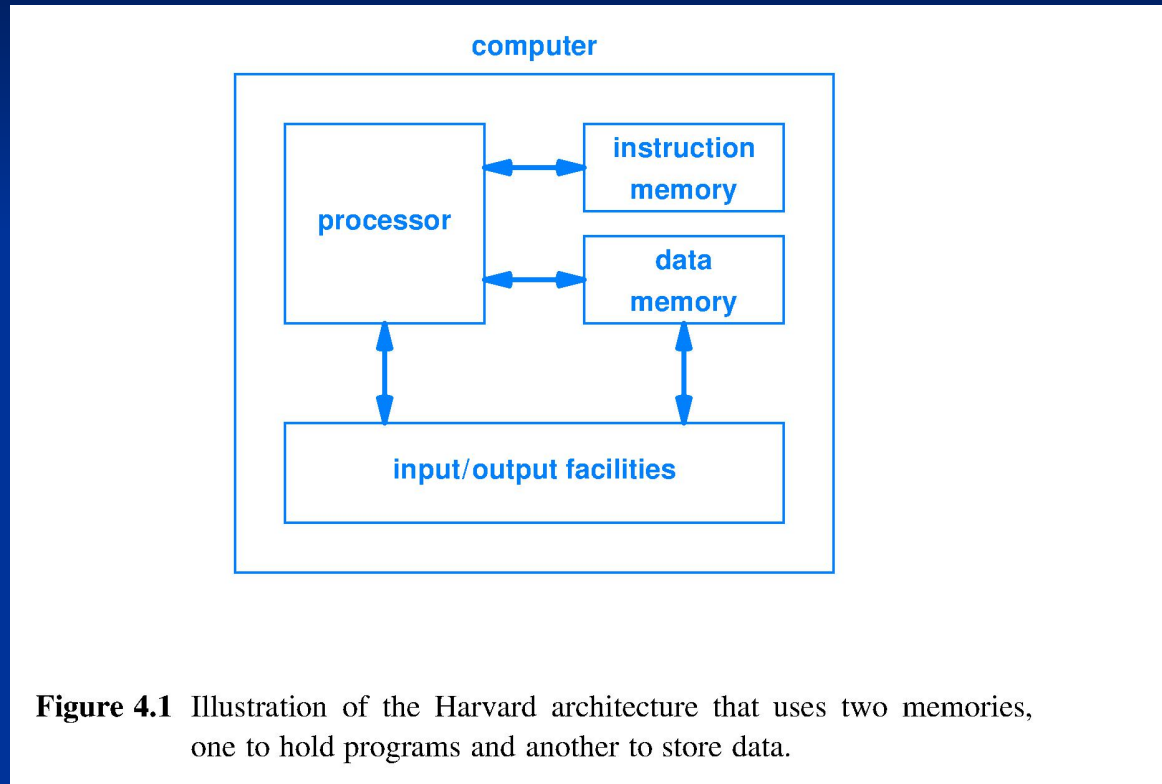 computer
processor
instruction
memory
data
memory
input/output facilities
Figure 4.1 Illustration of the Harvard architecture that uses two memories,
one to hold programs and another to store data.